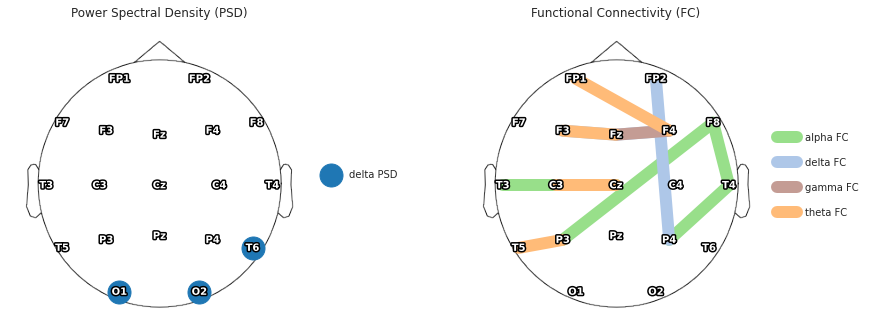 Power Spectral Density (PSD)
FP1 FP2
F7 F3 Fz F4 F8
T3 C3 Cz C4 T4
T5 P3 Pz P4 T6
O1 O2
delta PSD
Functional Connectivity (FC)
FP1 FP2
F7 F3 Fz F4 F8
T3 C3 Cz C4 T4
T5 P3 Pz P4 T6
O1 O2
alpha FC
delta FC
gamma FC
theta FC